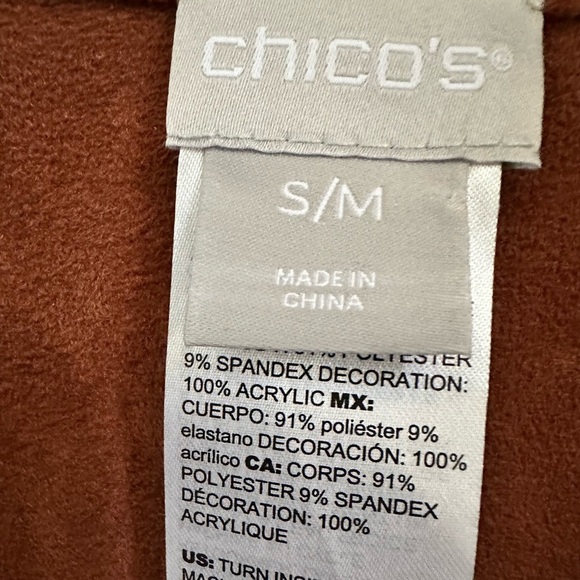 chico's®
S/M
MADE IN
CHINA
POLYESTER
9% SPANDEX DECORATION:
100% ACRYLIC MX:
CUERPO: 91% poliéster 9%
elastano DECORACIÓN: 100%
acrílico CA: CORPS: 91%
POLYESTER 9% SPANDEX
DÉCORATION: 100%
ACRYLIQUE
US: TURN